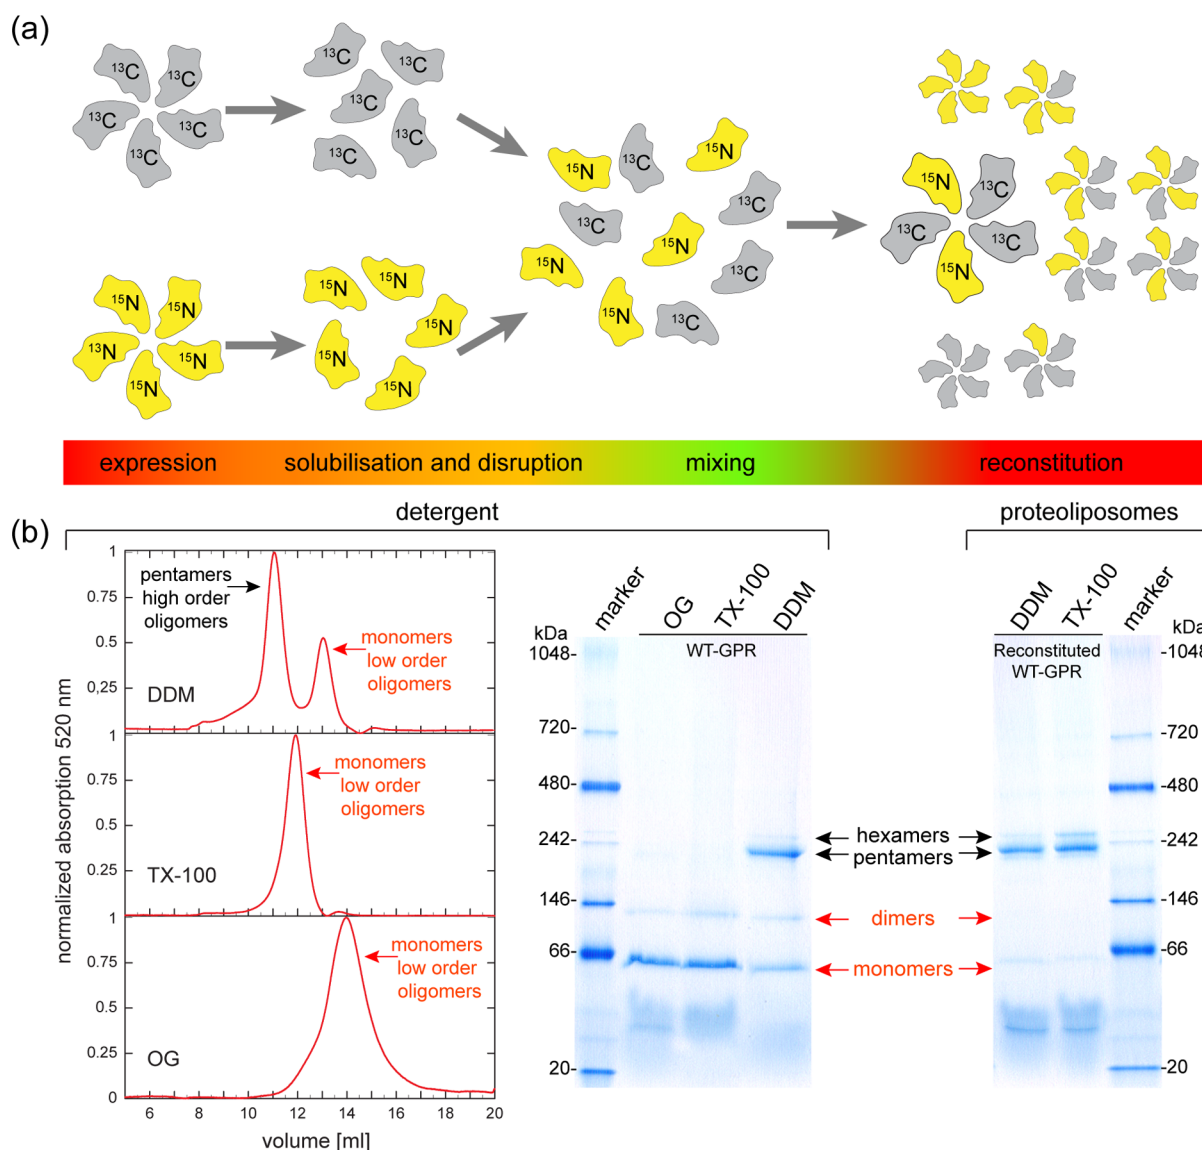 (a)
13C
13C
13C
13C
13C
13C
13C
13C
13C
13C
15N
15N
13N
15N
15N
15N
15N
15N
15N
15N
15N
13C
15N
13C
13C
15N
15N
13C
15N
13C
15N
13C
13C
13C
15N
expression
solubilisation and disruption
mixing
reconstitution
(b)
detergent
proteoliposomes
normalized absorption 520 nm
1
0.75
0.5
0,25
pentamers
high order
oligomers
monomers
low order
oligomers
DDM
1
0.75
0.5
0.25
monomers
low order
oligomers
TX-100
1
0.75
0.5
0.25
0
monomers
low order
oligomers
OG
6 8 10 12 14 16 18 20
volume [ml]
marker
OG
TX-100
DDM
kDa
WT-GPR
1048-
720-
480-
242-
146-
66-
20-
hexamers
pentamers
dimers
monomers
DDM
TX-100
marker
Reconstituted
WT-GPR
kDa
-1048
-720
-480
-242
-146
-66
-20